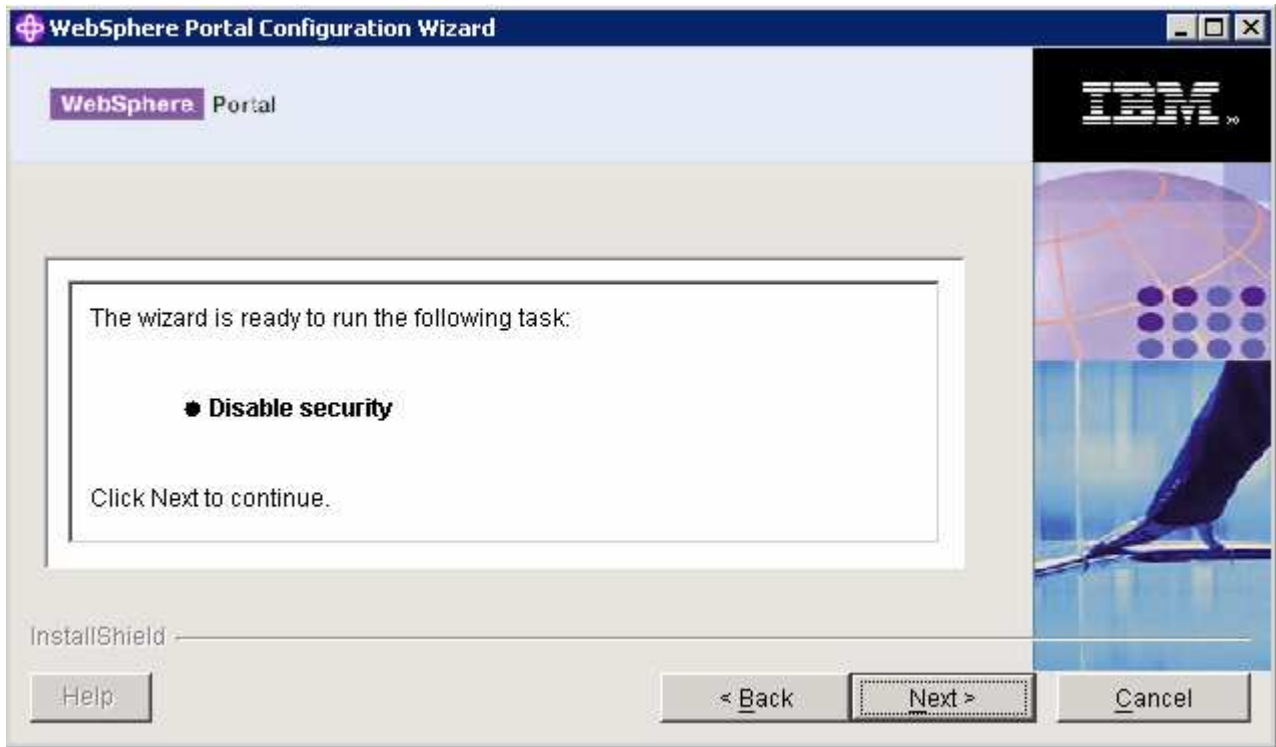 WebSphere Portal Configuration Wizard
WebSphere Portal
IBM
The wizard is ready to run the following task:
● Disable security
Click Next to continue.
InstallShield
Help
< Back
Next >
Cancel